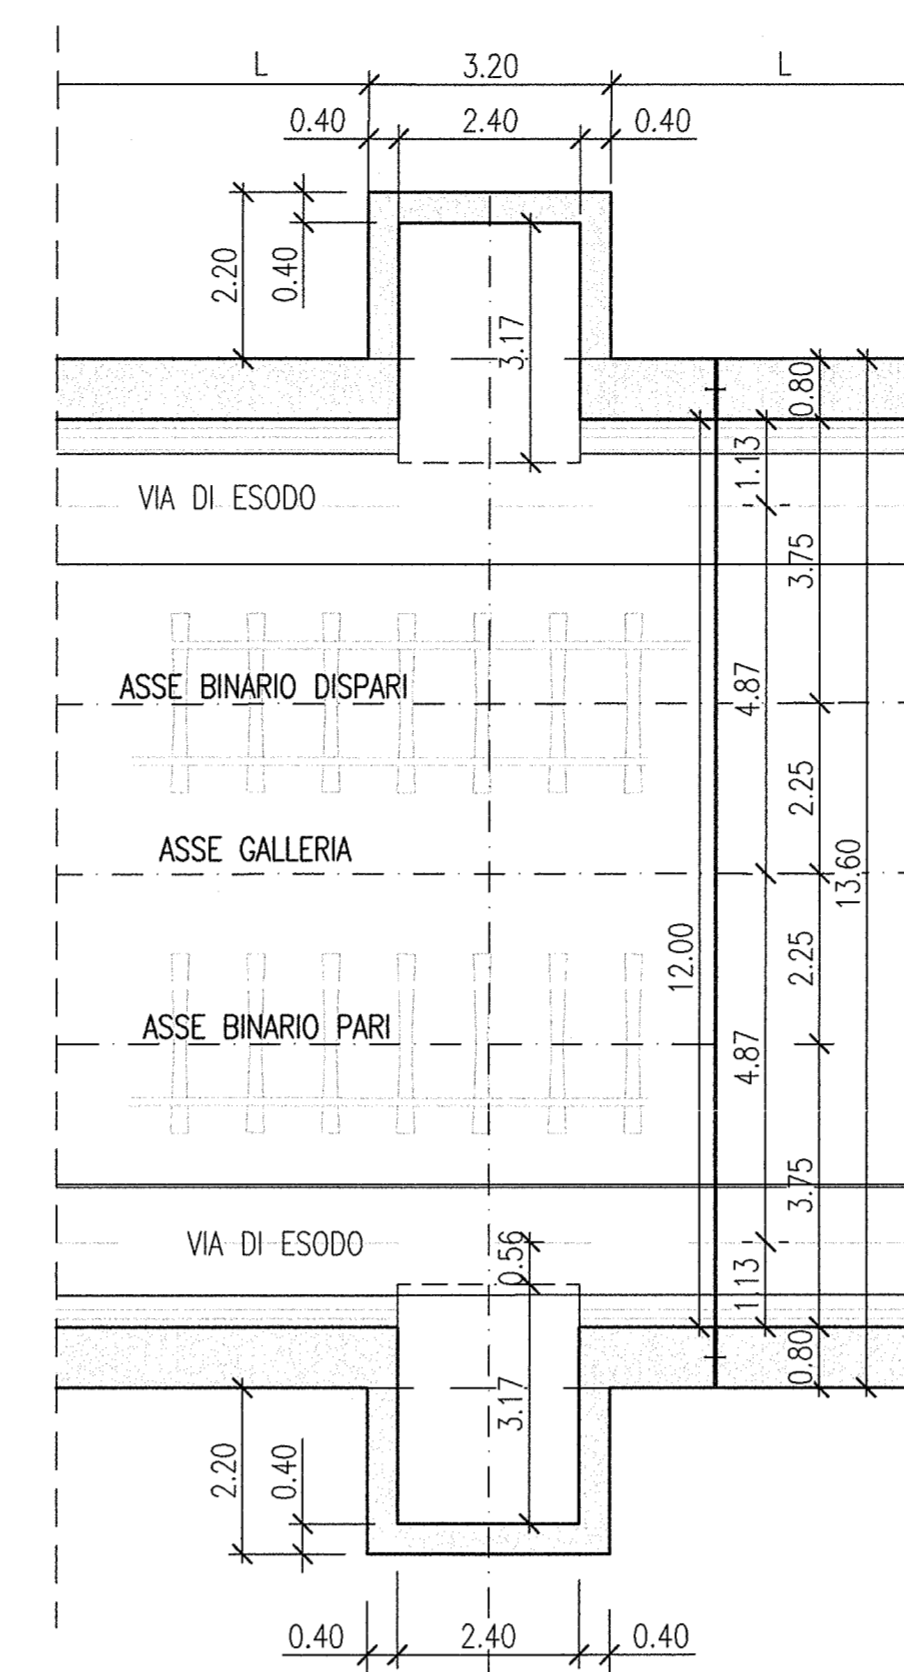 L 3.20 L
0.40 2.40 0.40
2.20 0.40 3.17
0.80
1.13
VIA DI ESODO
3.75
ASSE BINARIO DISPARI
4.87
2.25
ASSE GALLERIA
13.60
12.00
2.25
ASSE BINARIO PARI
4.87
3.75
VIA DI ESODO
0.56
1.13
0.80
2.20 0.40 3.17
0.40 2.40 0.40